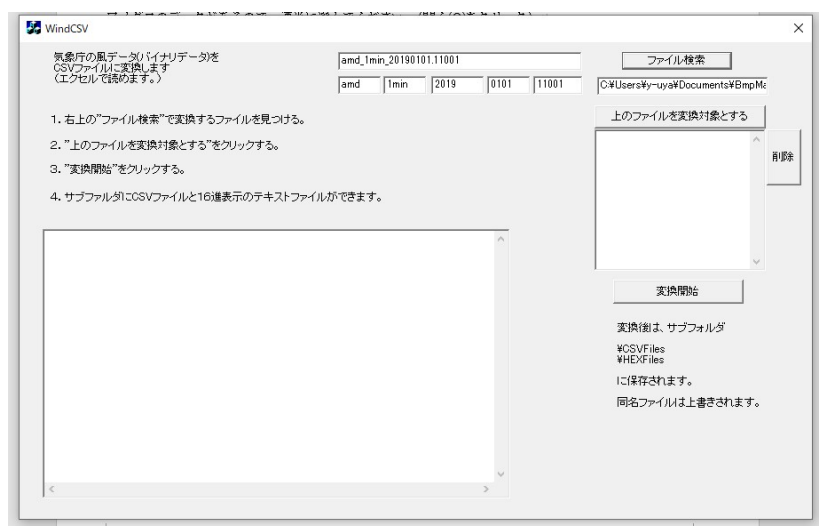 WindCSV
気象庁の風データ(バイナリデータ)を
CSVファイルに変換します
(エクセルで読めます。)
amd_1min_20190101.11001
ファイル検索
amd
1min
2019
0101
11001
C:¥Users¥y-uya¥Documents¥BmpMa
上のファイルを変換対象とする
削除
1. 右上の"ファイル検索"で変換するファイルを見つける。
2. "上のファイルを変換対象とする"をクリックする。
3. "変換開始"をクリックする。
4. サブファルダにCSVファイルと16進表示のテキストファイルができます。
変換開始
変換後は、サブフォルダ
¥CSVFiles
¥HEXFiles
に保存されます。
同名ファイルは上書きされます。